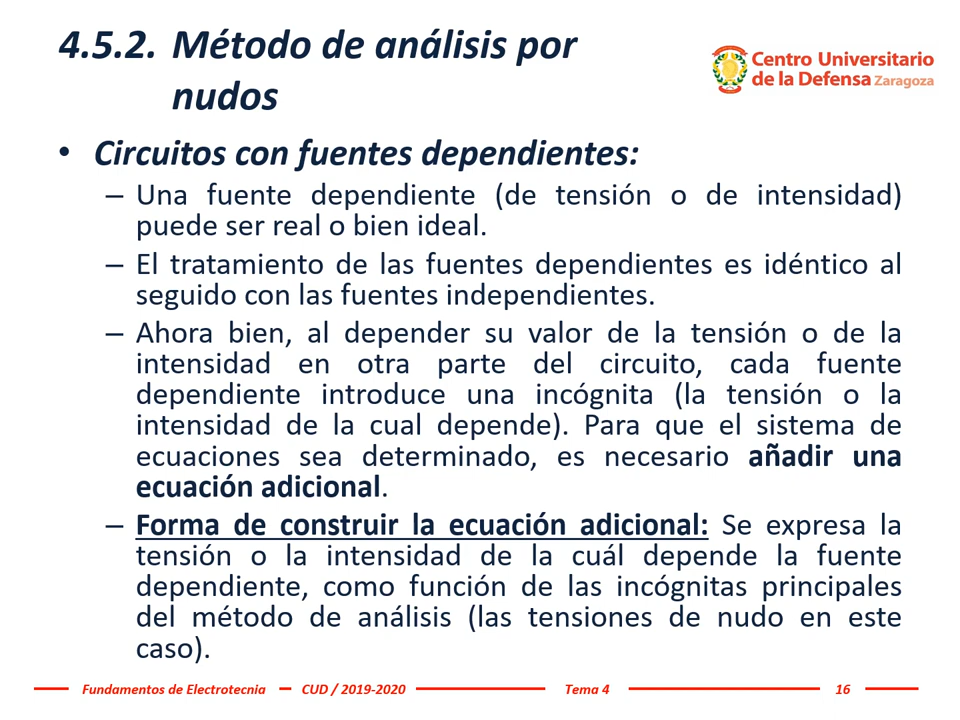 4.5.2. Método de análisis por
nudos
Centro Universitario
de la Defensa Zaragoza
• Circuitos con fuentes dependientes:
– Una fuente dependiente (de tensión o de intensidad)
puede ser real o bien ideal.
– El tratamiento de las fuentes dependientes es idéntico al
seguido con las fuentes independientes.
– Ahora bien, al depender su valor de la tensión o de la
intensidad en otra parte del circuito, cada fuente
dependiente introduce una incógnita (la tensión o la
intensidad de la cual depende). Para que el sistema de
ecuaciones sea determinado, es necesario añadir una
ecuación adicional.
– Forma de construir la ecuación adicional: Se expresa la
tensión o la intensidad de la cuál depende la fuente
dependiente, como función de las incógnitas principales
del método de análisis (las tensiones de nudo en este
caso).
Fundamentos de Electrotecnia CUD / 2019-2020 Tema 4 16